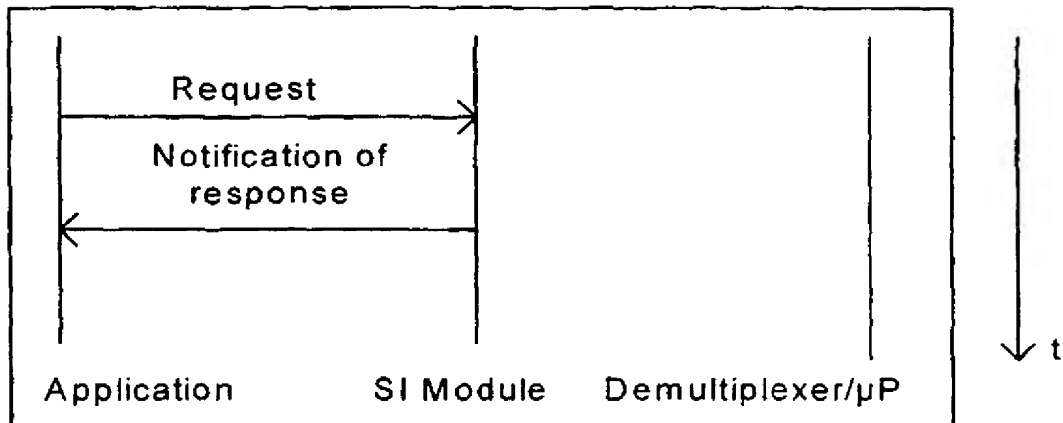 Request
Notification of
response
t
Application SI Module Demultiplexer/µP